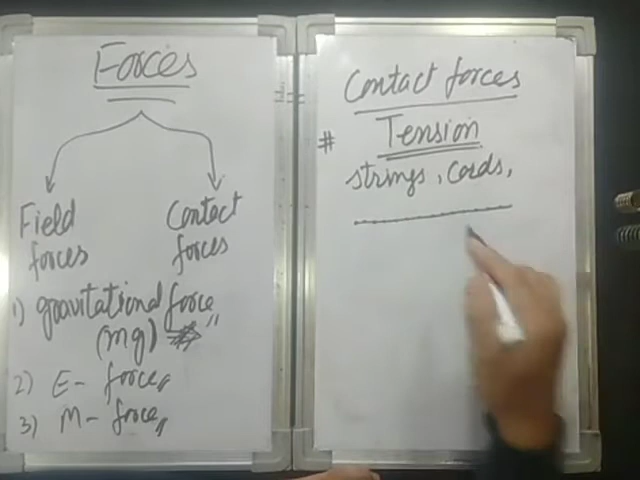 Forces
Field
forces
Contact
forces
1) gravitational force
(mg)
2) E- force
3) M- force
Contact forces
# Tension
strings, cords,